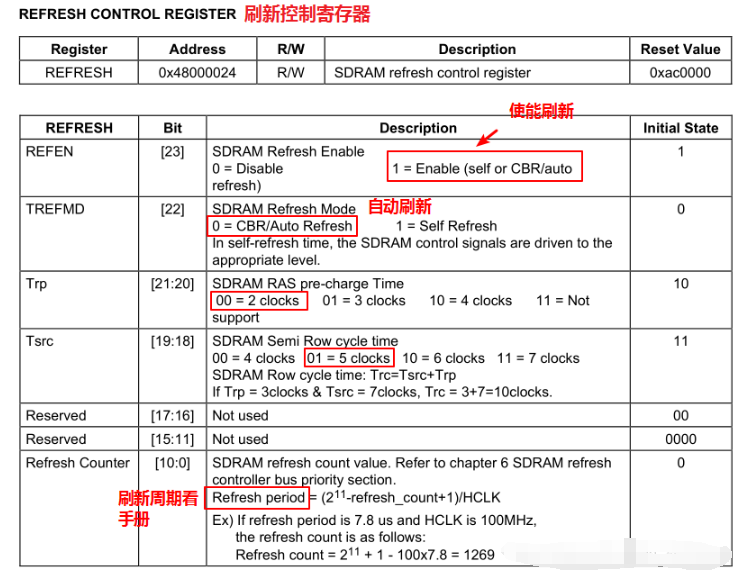 REFRESH CONTROL REGISTER 刷新控制寄存器
Register Address R/W Description Reset Value
REFRESH 0x48000024 R/W SDRAM refresh control register 0xac0000
使能刷新
REFRESH Bit Description Initial State
REFEN [23] SDRAM Refresh Enable 1
0 = Disable 1 = Enable (self or CBR/auto
refresh)
TREFMD [22] SDRAM Refresh Mode 自动刷新 0
0 = CBR/Auto Refresh 1 = Self Refresh
In self-refresh time, the SDRAM control signals are driven to the
appropriate level.
Trp [21:20] SDRAM RAS pre-charge Time 10
00 = 2 clocks 01 = 3 clocks 10 = 4 clocks 11 = Not
support
Tsrc [19:18] SDRAM Semi Row cycle time 11
00 = 4 clocks 01 = 5 clocks 10 = 6 clocks 11 = 7 clocks
SDRAM Row cycle time: Trc=Tsrc+Trp
If Trp = 3clocks & Tsrc = 7clocks, Trc = 3+7=10clocks.
Reserved [17:16] Not used 00
Reserved [15:11] Not used 0000
Refresh Counter [10:0] SDRAM refresh count value. Refer to chapter 6 SDRAM refresh 0
controller bus priority section.
刷新周期看 Refresh period = (2¹¹-refresh_count+1)/HCLK
手册
Ex) If refresh period is 7.8 us and HCLK is 100MHz,
the refresh count is as follows:
Refresh count = 2¹¹ + 1 - 100x7.8 = 1269